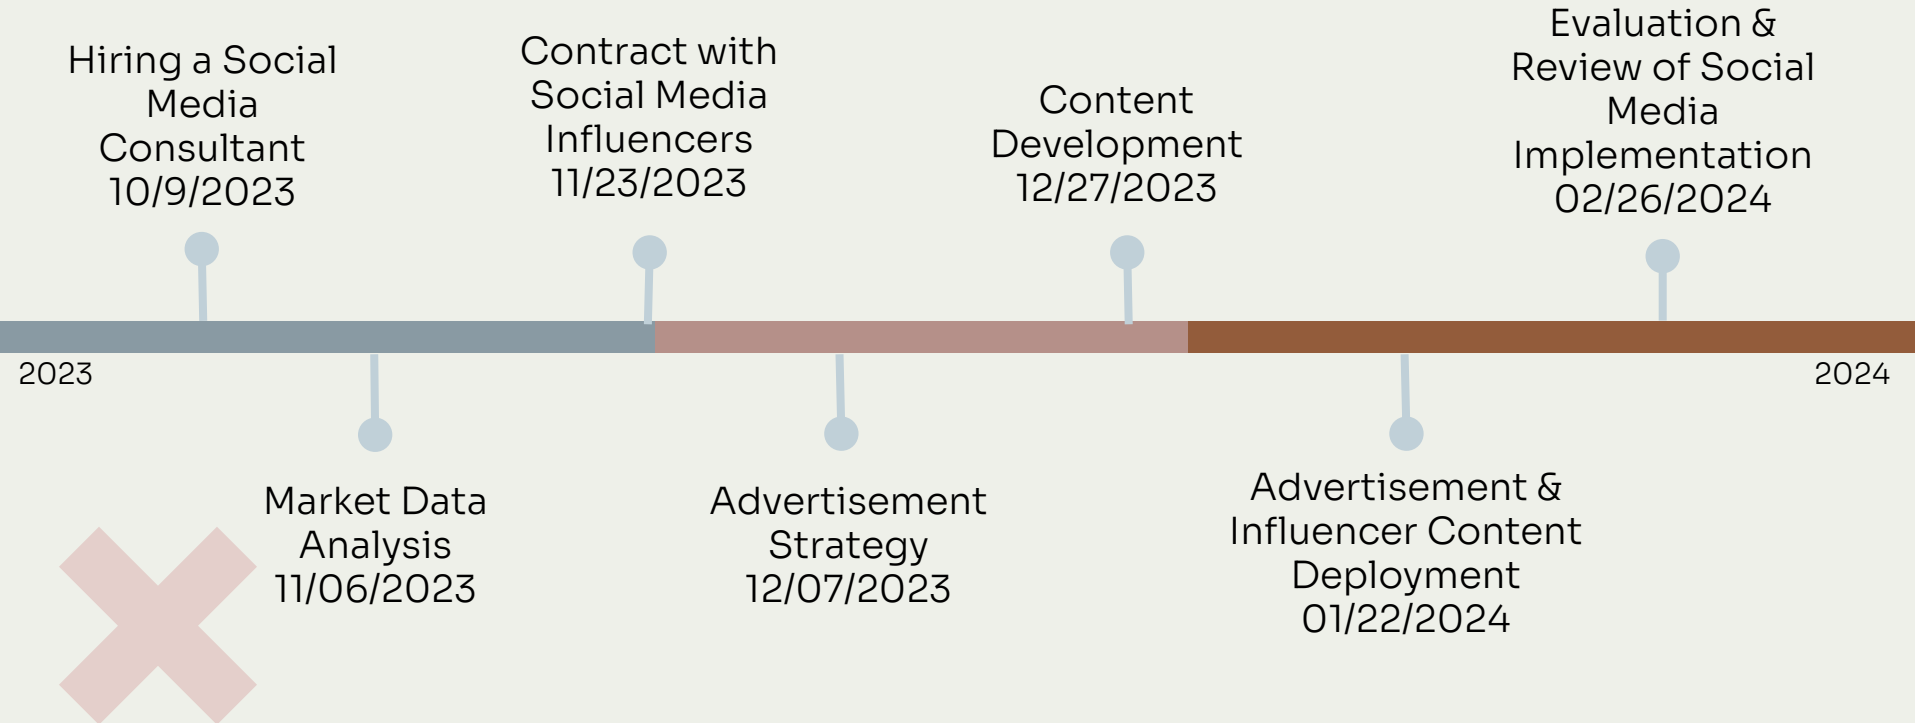 Hiring a Social
Media
Consultant
10/9/2023
Contract with
Social Media
Influencers
11/23/2023
Content
Development
12/27/2023
Evaluation &
Review of Social
Media
Implementation
02/26/2024
2023
2024
Market Data
Analysis
11/06/2023
Advertisement
Strategy
12/07/2023
Advertisement &
Influencer Content
Deployment
01/22/2024